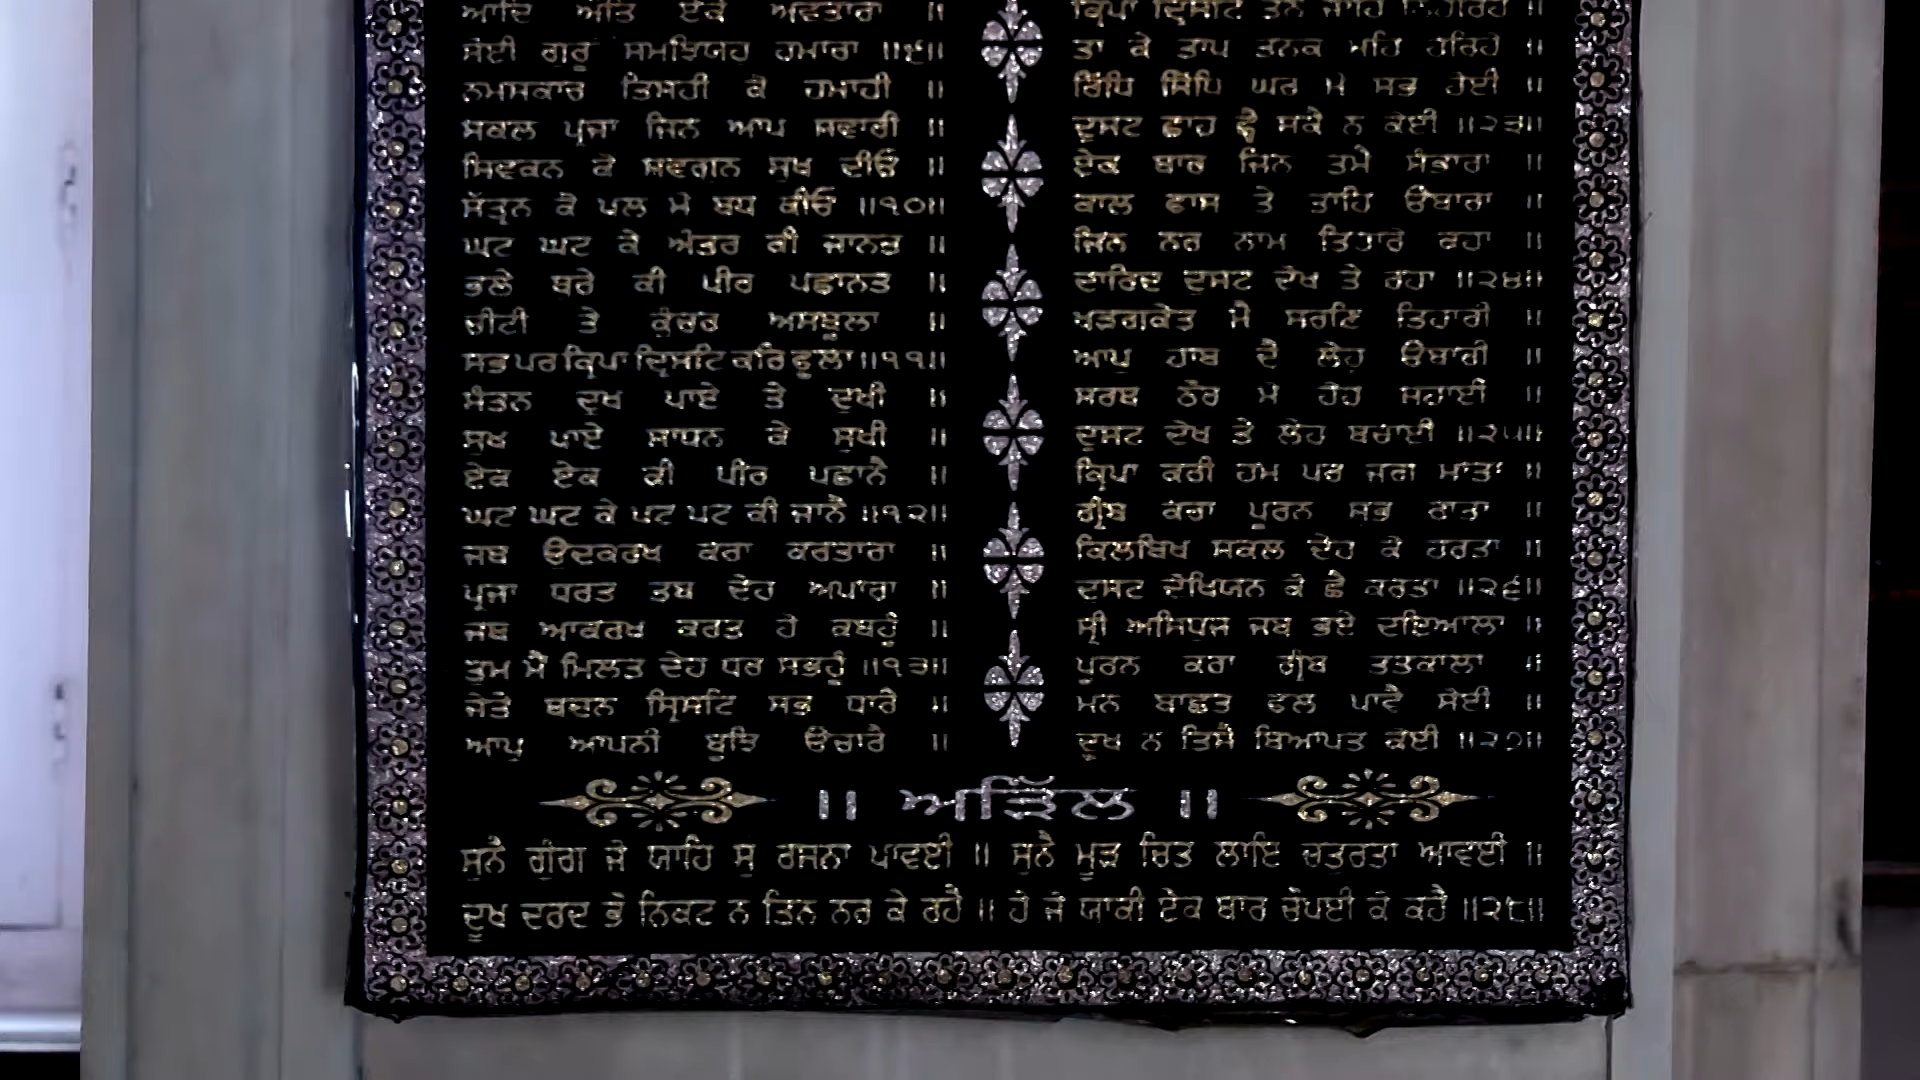 ਆਦਿ ਅੰਤਿ ਏਕੈ ਅਵਤਾਰਾ ॥
ਸੋਈ ਗੁਰੂ ਸਮਝਿਯਹੁ ਹਮਾਰਾ ॥੯॥
ਨਮਸਕਾਰ ਤਿਸਹੀ ਕੋ ਹਮਾਰੀ ॥
ਸਕਲ ਪ੍ਰਜਾ ਜਿਨ ਆਪ ਸਵਾਰੀ ॥
ਸਿਵਕਨ ਕੋ ਸਵਗੁਨ ਸੁਖ ਦੀਓ ॥
ਸੱਤ੍ਰੁਨ ਕੋ ਪਲ ਮੋ ਬਧ ਕੀਓ ॥੧੦॥
ਘਟ ਘਟ ਕੇ ਅੰਤਰ ਕੀ ਜਾਨਤ ॥
ਭਲੇ ਬੁਰੇ ਕੀ ਪੀਰ ਪਛਾਨਤ ॥
ਚੀਟੀ ਤੇ ਕੁੰਚਰ ਅਸਥੂਲਾ ॥
ਸਭ ਪਰ ਕ੍ਰਿਪਾ ਦ੍ਰਿਸਟਿ ਕਰਿ ਫੂਲਾ ॥੧੧॥
ਸੰਤਨ ਦੁਖ ਪਾਏ ਤੇ ਦੁਖੀ ॥
ਸੁਖ ਪਾਏ ਸਾਧਨ ਕੇ ਸੁਖੀ ॥
ਏਕ ਏਕ ਕੀ ਪੀਰ ਪਛਾਨੈ ॥
ਘਟ ਘਟ ਕੇ ਪਟ ਪਟ ਕੀ ਜਾਨੈ ॥੧੨॥
ਜਬ ਉਦਕਰਖ ਕਰਾ ਕਰਤਾਰਾ ॥
ਪ੍ਰਜਾ ਧਰਤ ਤਬ ਦੇਹ ਅਪਾਰਾ ॥
ਜਬ ਆਕਰਖ ਕਰਤ ਹੋ ਕਬਹੂੰ ॥
ਤੁਮ ਮੈ ਮਿਲਤ ਦੇਹ ਧਰ ਸਭਹੂੰ ॥੧੩॥
ਜੇਤੇ ਬਦਨ ਸ੍ਰਿਸਟਿ ਸਭ ਧਾਰੈ ॥
ਆਪੁ ਆਪਨੀ ਬੂਝਿ ਉਚਾਰੈ ॥
ਕ੍ਰਿਪਾ ਦ੍ਰਿਸਟਿ ਤਨ ਜਾਹਿ ਨਿਹਰਿਹੋ ॥
ਤਾ ਕੇ ਤਾਪ ਤਨਕ ਮਹਿ ਹਰਿਹੋ ॥
ਰਿੱਧਿ ਸਿੱਧਿ ਘਰ ਮੋ ਸਭ ਹੋਈ ॥
ਦੁਸਟ ਛਾਹ ਛ੍ਵੈ ਸਕੈ ਨ ਕੋਈ ॥੨੩॥
ਏਕ ਬਾਰ ਜਿਨ ਤੁਮੈ ਸੰਭਾਰਾ ॥
ਕਾਲ ਫਾਸ ਤੇ ਤਾਹਿ ਉਬਾਰਾ ॥
ਜਿਨ ਨਰ ਨਾਮ ਤਿਹਾਰੋ ਕਹਾ ॥
ਦਾਰਿਦ ਦੁਸਟ ਦੋਖ ਤੇ ਰਹਾ ॥੨੪॥
ਖੜਗਕੇਤ ਮੈ ਸਰਣਿ ਤਿਹਾਰੀ ॥
ਆਪੁ ਹਾਥ ਦੈ ਲੇਹੁ ਉਬਾਰੀ ॥
ਸਰਬ ਠੌਰ ਮੋ ਹੋਹੁ ਸਹਾਈ ॥
ਦੁਸਟ ਦੋਖ ਤੇ ਲੇਹੁ ਬਚਾਈ ॥੨੫॥
ਕ੍ਰਿਪਾ ਕਰੀ ਹਮ ਪਰ ਜਗ ਮਾਤਾ ॥
ਗ੍ਰੰਥ ਕਰਾ ਪੂਰਨ ਸਭ ਰਾਤਾ ॥
ਕਿਲਬਿਖ ਸਕਲ ਦੇਹ ਕੋ ਹਰਤਾ ॥
ਦੁਸਟ ਦੋਖਿਯਨ ਕੋ ਛੈ ਕਰਤਾ ॥੨੬॥
ਸ੍ਰੀ ਅਸਿਧੁਜ ਜਬ ਭਏ ਦਇਆਲਾ ॥
ਪੂਰਨ ਕਰਾ ਗ੍ਰੰਥ ਤਤਕਾਲਾ ॥
ਮਨ ਬਾਛਤ ਫਲ ਪਾਵੈ ਸੋਈ ॥
ਦੂਖ ਨ ਤਿਸੈ ਬਿਆਪਤ ਕੋਈ ॥੨੭॥
॥ ਅੜਿੱਲ ॥
ਸੁਨੈ ਗੁੰਗ ਜੋ ਯਾਹਿ ਸੁ ਰਸਨਾ ਪਾਵਈ ॥ ਸੁਨੈ ਮੂੜ ਚਿਤ ਲਾਇ ਚਤੁਰਤਾ ਆਵਈ ॥
ਦੂਖ ਦਰਦ ਭੌ ਨਿਕਟ ਨ ਤਿਨ ਨਰ ਕੇ ਰਹੈ ॥ ਹੋ ਜੋ ਯਾਕੀ ਏਕ ਬਾਰ ਚੌਪਈ ਕੋ ਕਹੈ ॥੨੮॥